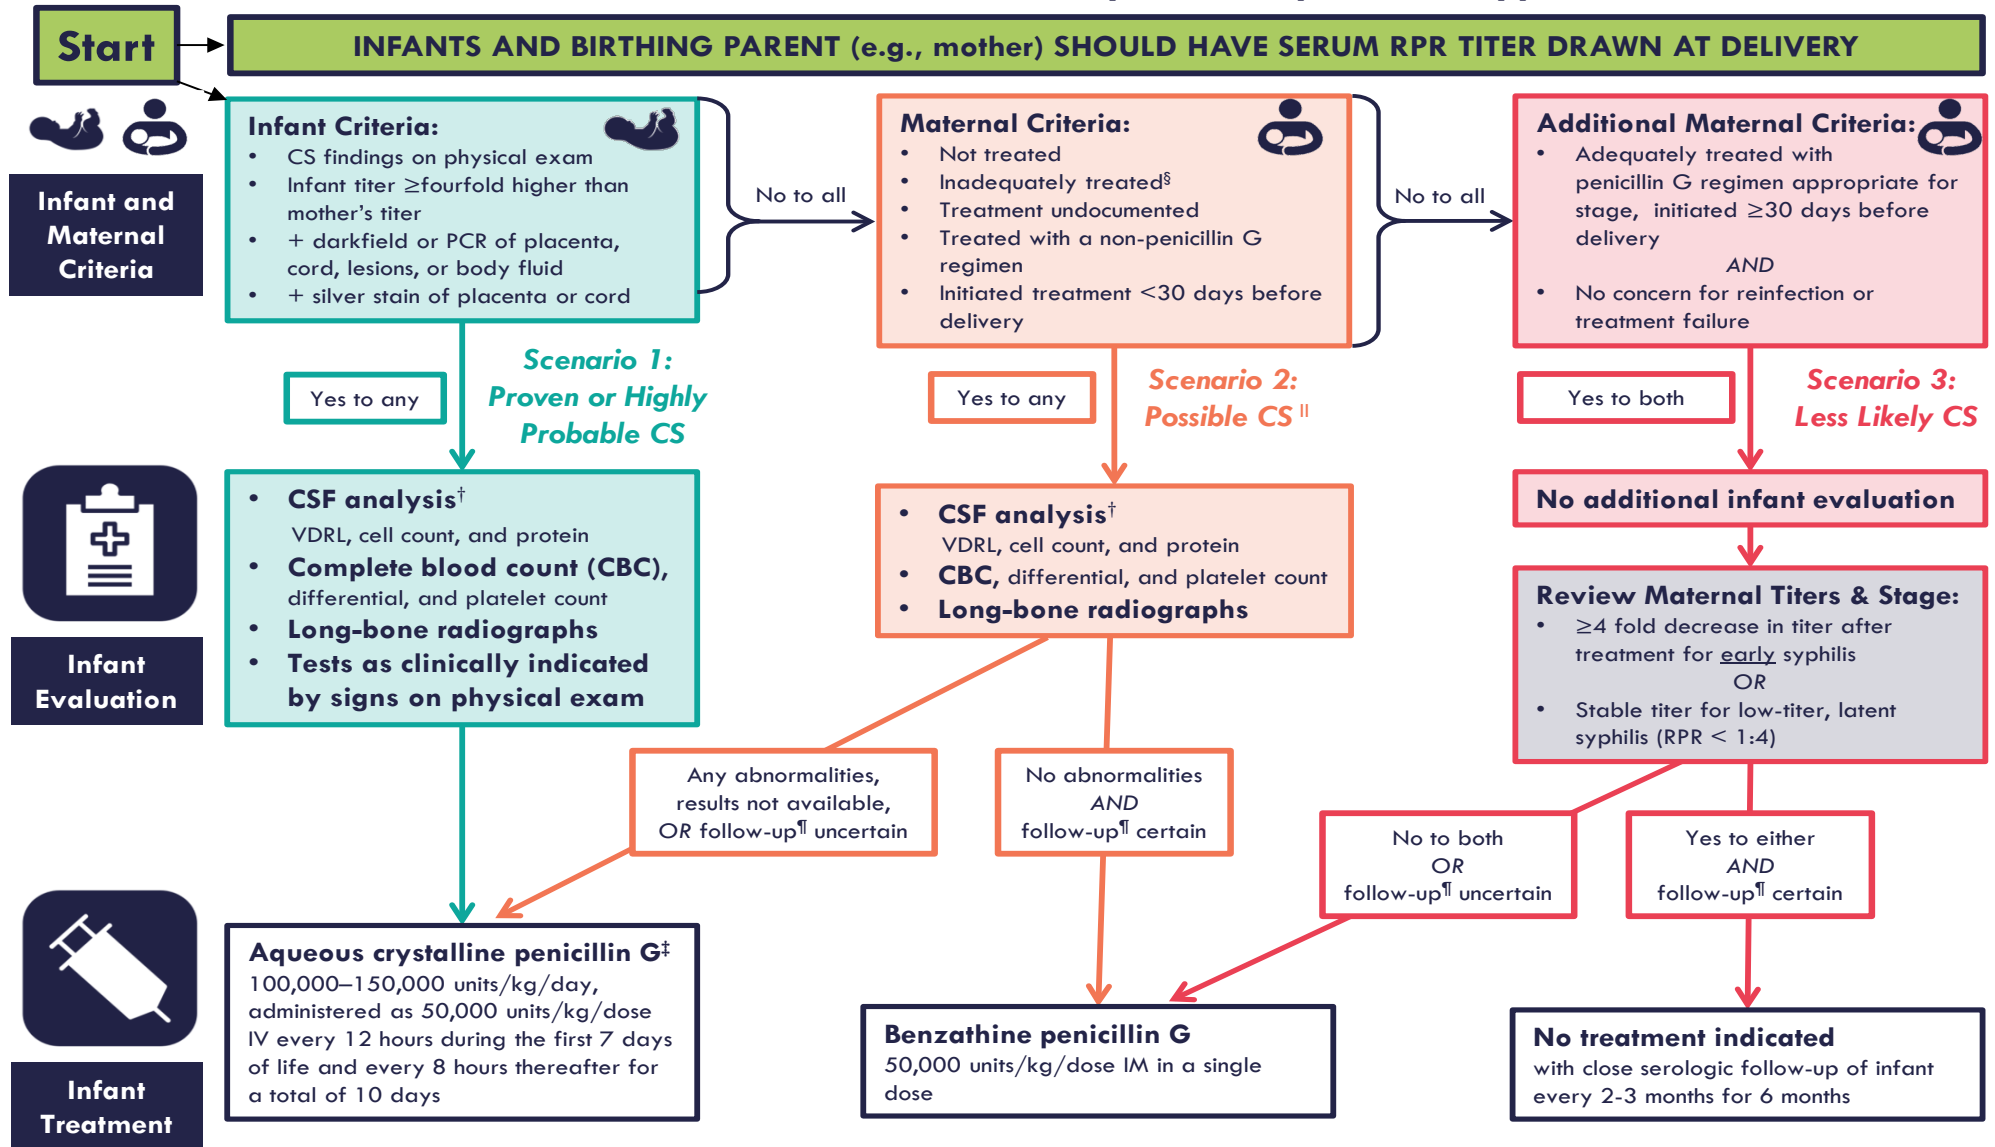 Start
INFANTS AND BIRTHING PARENT (e.g., mother) SHOULD HAVE SERUM RPR TITER DRAWN AT DELIVERY
Infant and
Maternal
Criteria
Infant Criteria:
• CS findings on physical exam
• Infant titer ≥fourfold higher than
mother's titer
• + darkfield or PCR of placenta,
cord, lesions, or body fluid
• + silver stain of placenta or cord
No to all
Maternal Criteria:
• Not treated
• Inadequately treated§
• Treatment undocumented
• Treated with a non-penicillin G
regimen
• Initiated treatment <30 days before
delivery
No to all
Additional Maternal Criteria:
• Adequately treated with
penicillin G regimen appropriate for
stage, initiated ≥30 days before
delivery
AND
• No concern for reinfection or
treatment failure
Yes to any
Scenario 1:
Proven or Highly
Probable CS
Yes to any
Scenario 2:
Possible CS ||
Yes to both
Scenario 3:
Less Likely CS
Infant
Evaluation
• CSF analysis†
VDRL, cell count, and protein
• Complete blood count (CBC),
differential, and platelet count
• Long-bone radiographs
• Tests as clinically indicated
by signs on physical exam
• CSF analysis†
VDRL, cell count, and protein
• CBC, differential, and platelet count
• Long-bone radiographs
No additional infant evaluation
Review Maternal Titers & Stage:
• ≥4 fold decrease in titer after
treatment for early syphilis
OR
• Stable titer for low-titer, latent
syphilis (RPR < 1:4)
Any abnormalities,
results not available,
OR follow-up¶ uncertain
No abnormalities
AND
follow-up¶ certain
No to both
OR
follow-up¶ uncertain
Yes to either
AND
follow-up¶ certain
Infant
Treatment
Aqueous crystalline penicillin G‡
100,000–150,000 units/kg/day,
administered as 50,000 units/kg/dose
IV every 12 hours during the first 7 days
of life and every 8 hours thereafter for
a total of 10 days
Benzathine penicillin G
50,000 units/kg/dose IM in a single
dose
No treatment indicated
with close serologic follow-up of infant
every 2-3 months for 6 months